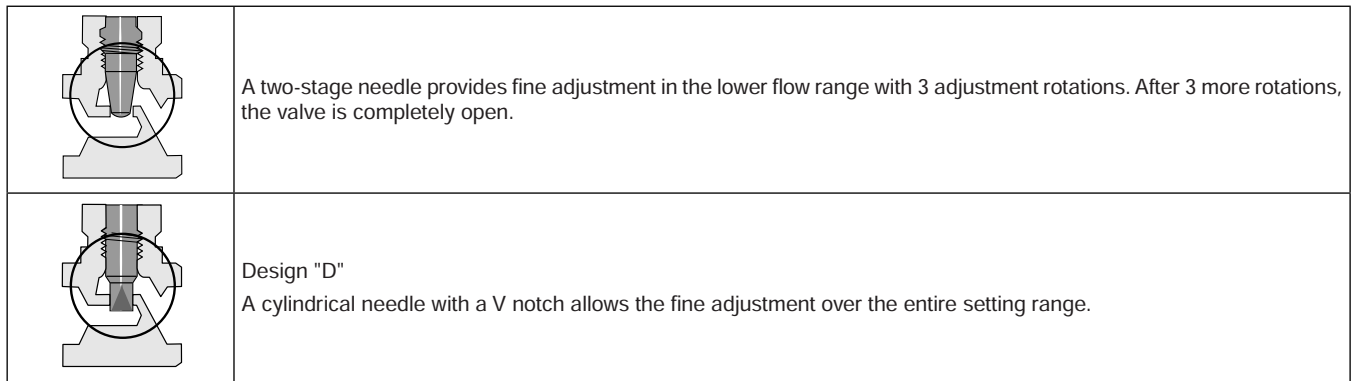 A two-stage needle provides fine adjustment in the lower flow range with 3 adjustment rotations. After 3 more rotations,
the valve is completely open.
Design "D"
A cylindrical needle with a V notch allows the fine adjustment over the entire setting range.